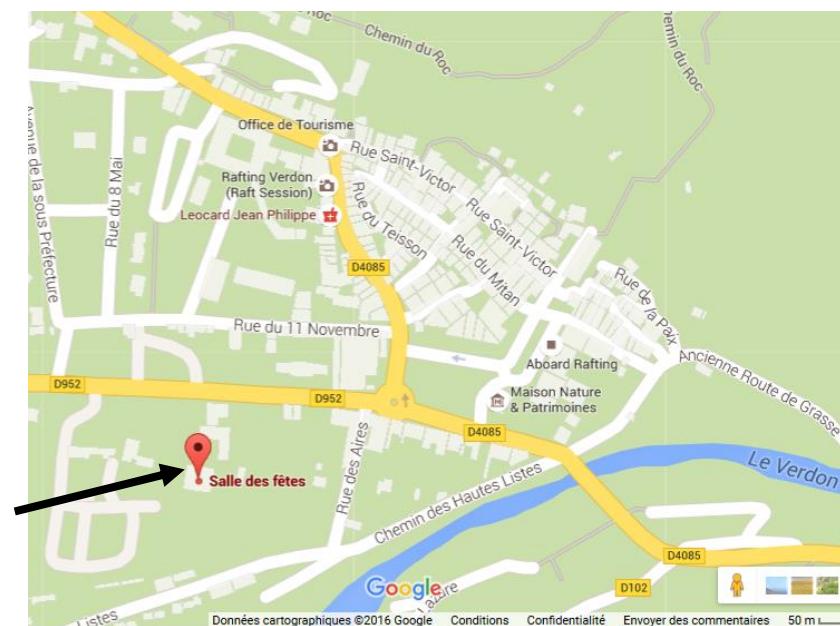 Roc
Chemin du Roc
Chemin du Roc
Office de Tourisme
Rue Saint-Victor
Avenue de la sous Préfecture
Rue du 8 Mai
Rafting Verdon
(Raft Session)
Leocard Jean Philippe
Rue du Teisson
Rue Saint-Victor
Rue du Mitan
D4085
Rue de la Paix
Rue du 11 Novembre
Aboard Rafting
Ancienne Route de Grasse
D952
D952
Maison Nature
& Patrimoines
D4085
Le Verdon
Salle des fêtes
Rue des Aires
Chemin des Hautes Listes
D4085
Google
D102
Listes
Données cartographiques ©2016 Google Conditions Confidentialité Envoyer des commentaires 50 m